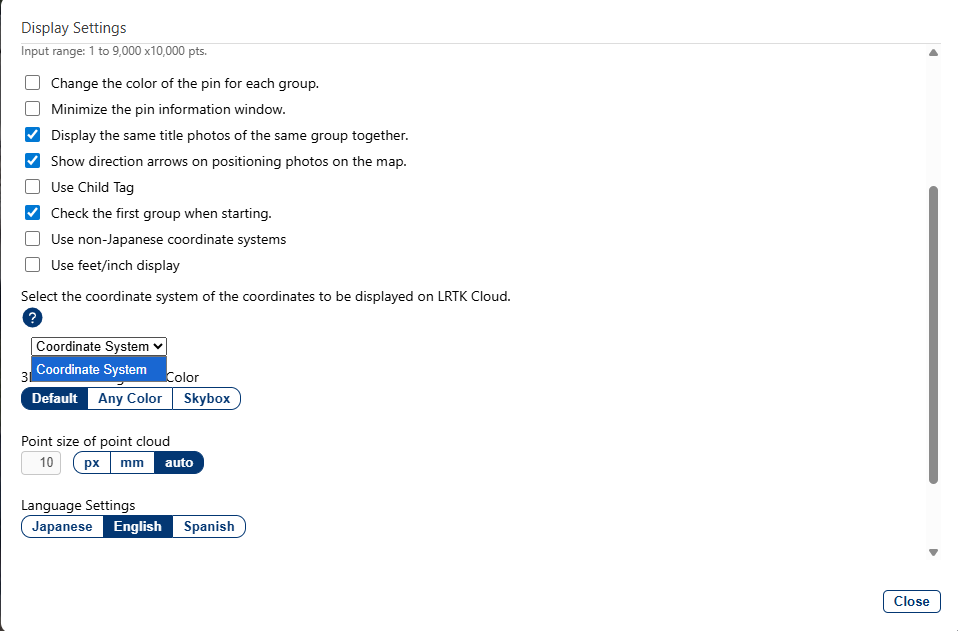 Display Settings
Input range: 1 to 9,000 x10,000 pts.
Change the color of the pin for each group.
Minimize the pin information window.
Display the same title photos of the same group together.
Show direction arrows on positioning photos on the map.
Use Child Tag
Check the first group when starting.
Use non-Japanese coordinate systems
Use feet/inch display
Select the coordinate system of the coordinates to be displayed on LRTK Cloud.
?
Coordinate System
Coordinate System
Color
Default Any Color Skybox
Point size of point cloud
10 px mm auto
Language Settings
Japanese English Spanish
Close